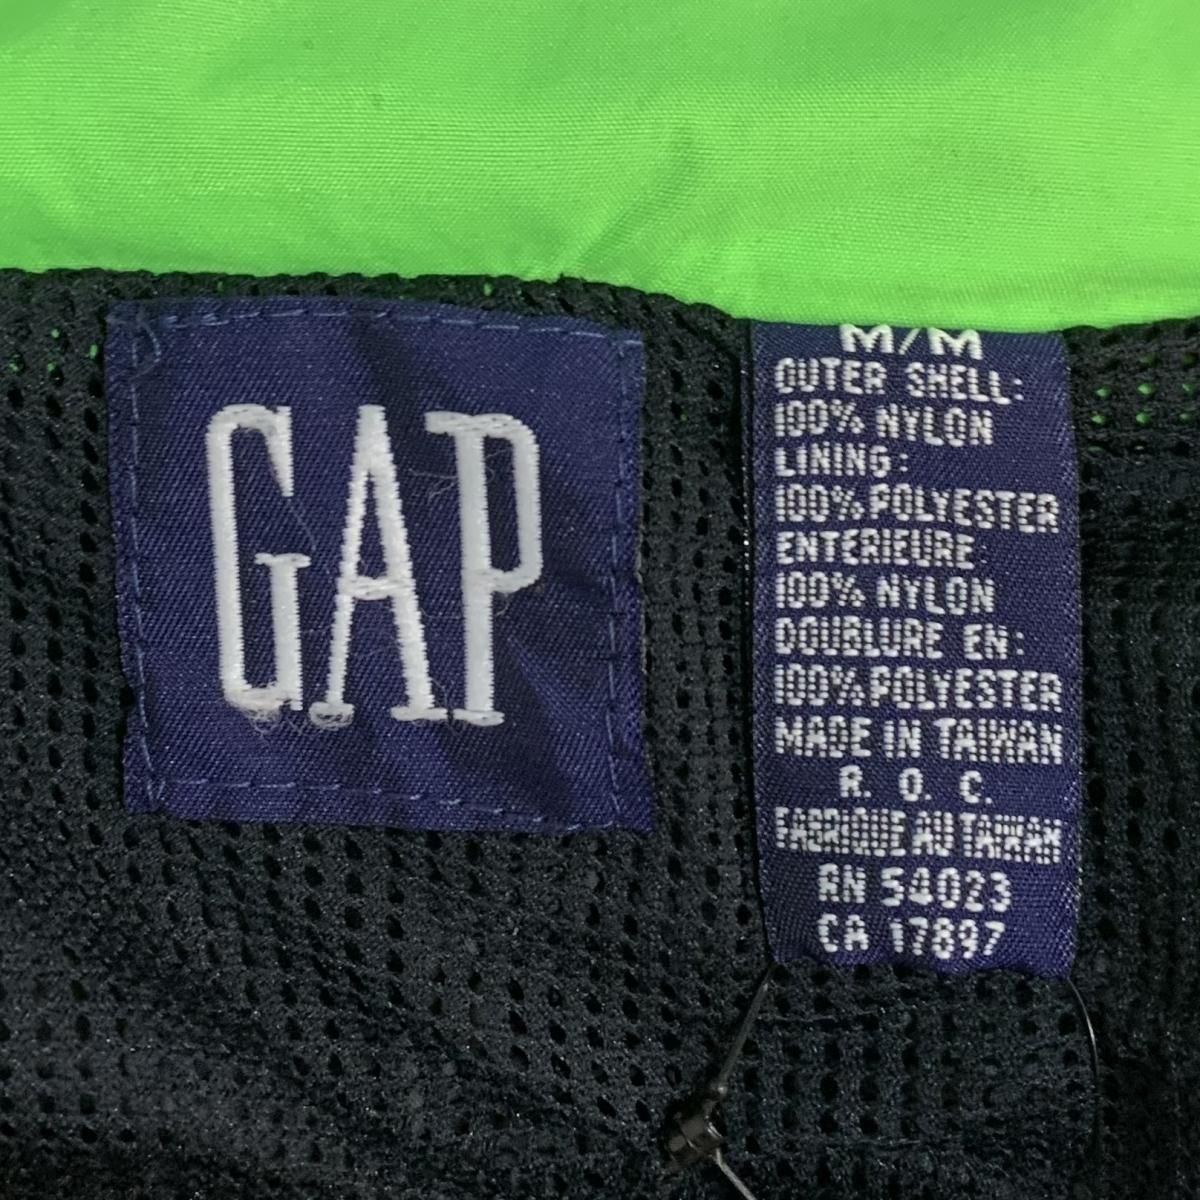 GAP
M/M
OUTER SHELL:
100% NYLON
LINING:
100% POLYESTER
ENTERIEURE:
100% NYLON
DOUBLURE EN:
100% POLYESTER
MADE IN TAIWAN
R. O. C.
FABRIQUE AU TAIWAN
RN 54023
CA 17897